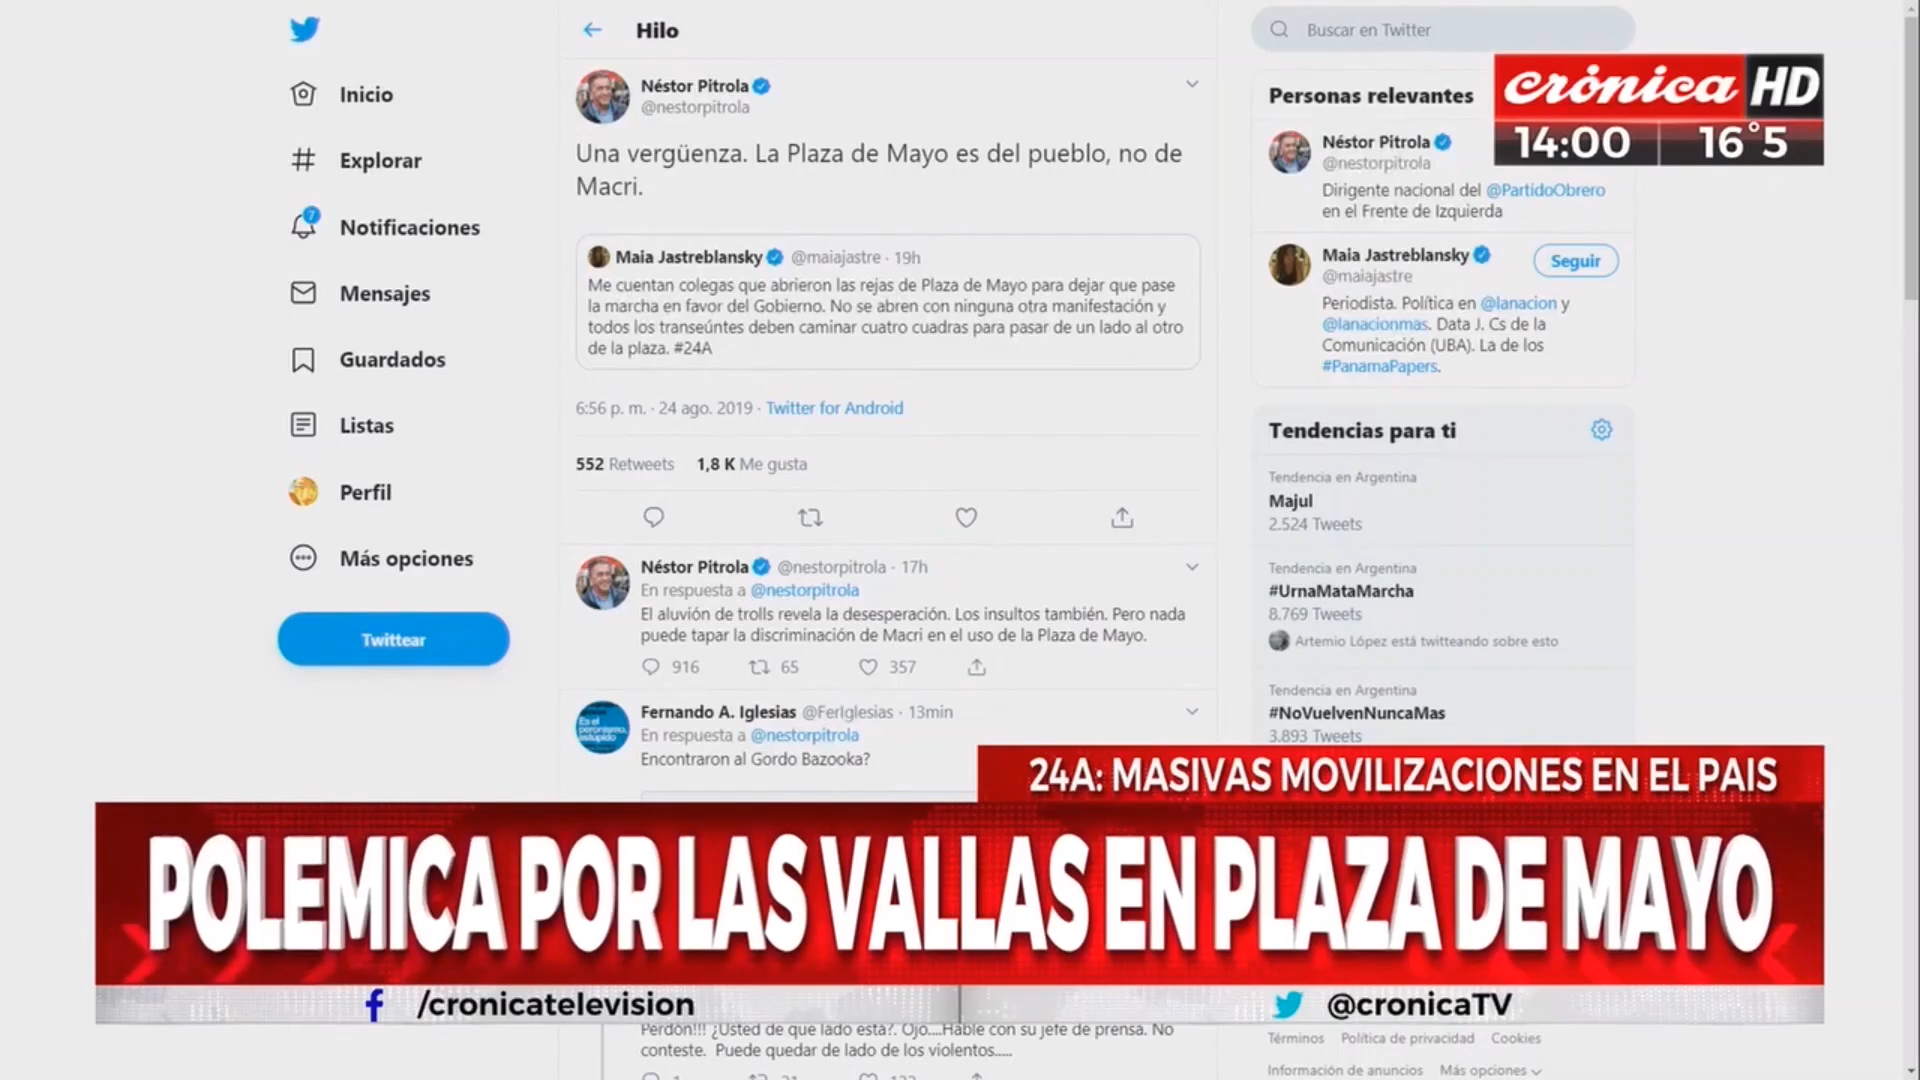 Inicio
Explorar
7
Notificaciones
Mensajes
Guardados
Listas
Perfil
Más opciones
Twittear
Hilo
Néstor Pitrola
@nestorpitrola
Una vergüenza. La Plaza de Mayo es del pueblo, no de
Macri.
Maia Jastreblansky @maiajastre · 19h
Me cuentan colegas que abrieron las rejas de Plaza de Mayo para dejar que pase
la marcha en favor del Gobierno. No se abren con ninguna otra manifestación y
todos los transeúntes deben caminar cuatro cuadras para pasar de un lado al otro
de la plaza. #24A
6:56 p. m. · 24 ago. 2019 · Twitter for Android
552 Retweets 1,8 K Me gusta
Néstor Pitrola @nestorpitrola · 17h
En respuesta a @nestorpitrola
El aluvión de trolls revela la desesperación. Los insultos también. Pero nada
puede tapar la discriminación de Macri en el uso de la Plaza de Mayo.
916 65 357
Es el
peronismo,
estúpido
Fernando A. Iglesias @FerIglesias · 13min
En respuesta a @nestorpitrola
Encontraron al Gordo Bazooka?
Buscar en Twitter
Personas relevantes
crónica HD
14:00 16°5
Néstor Pitrola
@nestorpitrola
Dirigente nacional del @PartidoObrero
en el Frente de Izquierda
Maia Jastreblansky
@maiajastre
Seguir
Periodista. Política en @lanacion y
@lanacionmas. Data J. Cs de la
Comunicación (UBA). La de los
#PanamaPapers.
Tendencias para ti
Tendencia en Argentina
Majul
2.524 Tweets
Tendencia en Argentina
#UrnaMataMarcha
8.769 Tweets
Artemio López está twitteando sobre esto
Tendencia en Argentina
#NoVuelvenNuncaMas
3.893 Tweets
24A: MASIVAS MOVILIZACIONES EN EL PAIS
POLEMICA POR LAS VALLAS EN PLAZA DE MAYO
/cronicatelevision
@cronicaTV
Perdón!!! ¿Usted de que lado está?. Ojo....Hable con su jefe de prensa. No
conteste. Puede quedar de lado de los violentos.....
Términos Política de privacidad Cookies
Información de anuncios Más opciones